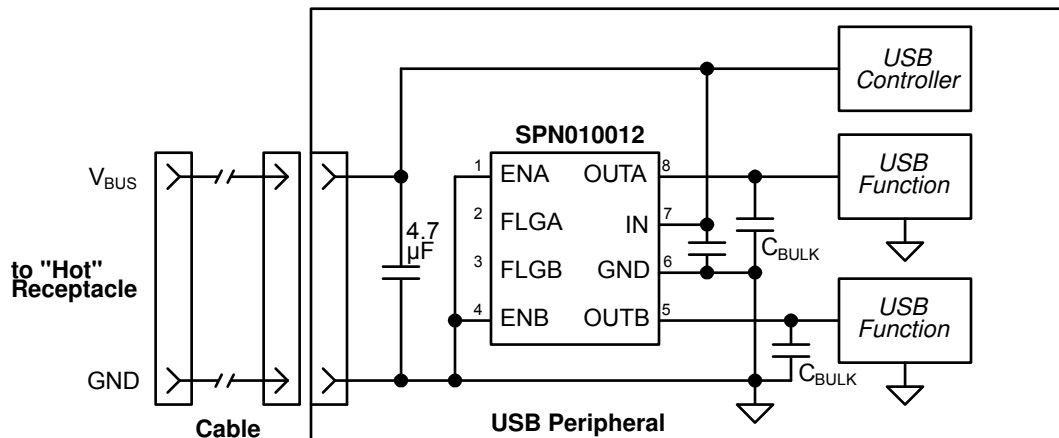 USB
Controller
SPN010012
1 ENA OUTA 8
2 FLGA IN 7
3 FLGB GND 6
4 ENB OUTB 5
USB
Function
V_BUS
4.7
µF
C_BULK
to "Hot"
Receptacle
USB
Function
GND
C_BULK
Cable
USB Peripheral